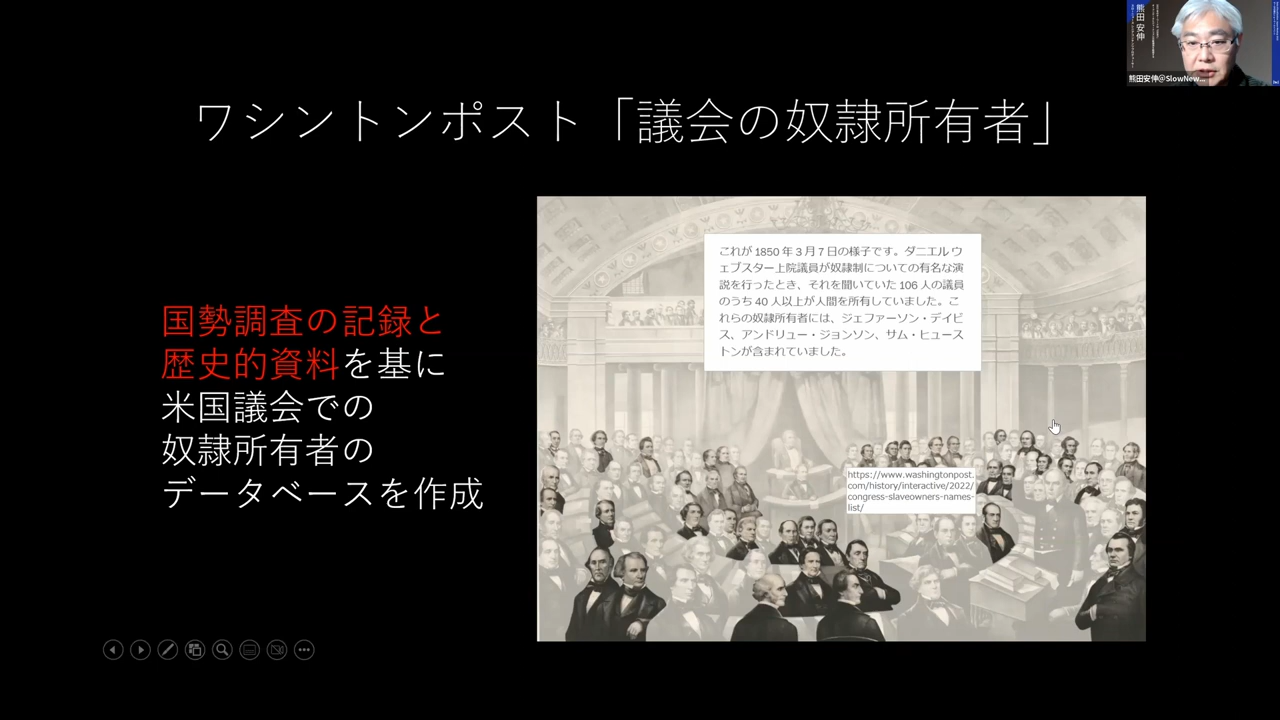 熊田安伸
熊田安伸@SlowNew...
ワシントンポスト「議会の奴隷所有者」
国勢調査の記録と
歴史的資料を基に
米国議会での
奴隷所有者の
データベースを作成
これが 1850 年 3 月 7 日の様子です。ダニエル ウ
ェブスター上院議員が奴隷制についての有名な演
説を行ったとき、それを聞いていた 106 人の議員
のうち 40 人以上が人間を所有していました。こ
れらの奴隷所有者には、ジェファーソン・デイビ
ス、アンドリュー・ジョンソン、サム・ヒュース
トンが含まれていました。
https://www.washingtonpost.
com/history/interactive/2022/
congress-slaveowners-names-
list/